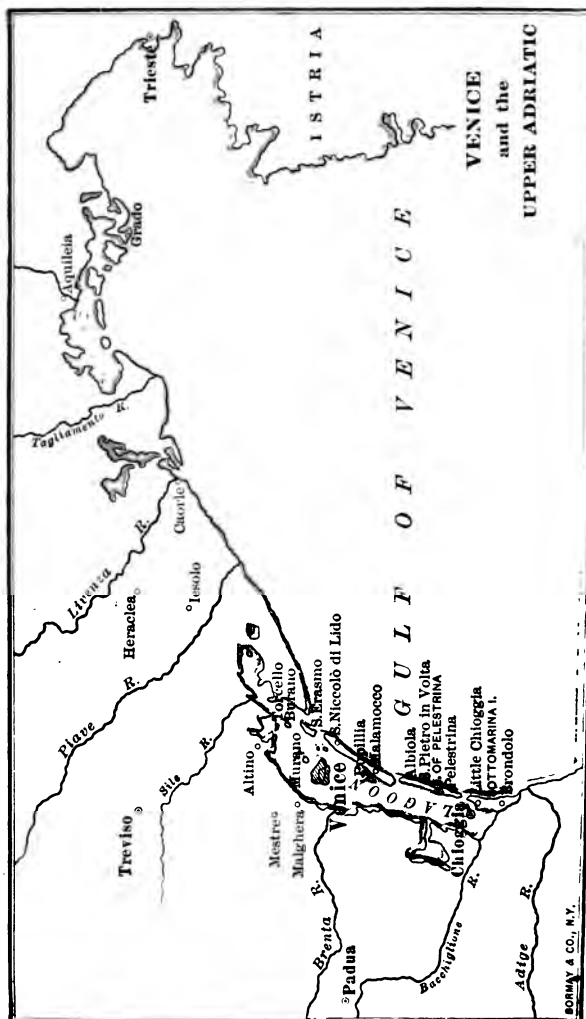 VENICE
and the
UPPER ADRIATIC
Trieste
ISTRIA
Aquileia
Grado
Tagliamento R.
Caorle
Livenza R.
Heraclea
Iesolo
Piave R.
Sile R.
Treviso
Altino
Torcello
Burano
S. Erasmo
S. Niccolò di Lido
Murano
Venice
Mestre
Malghera
LAGOON
Malamocco
GULF OF VENICE
Albiola
S. Pietro in Volta
OF PELESTRINA
Pelestrina
Little Chioggia
SOTTOMARINA I.
Brondolo
Chioggia
Brenta R.
Padua
Bacchiglione R.
Adige R.
BORMAY & CO., N.Y.